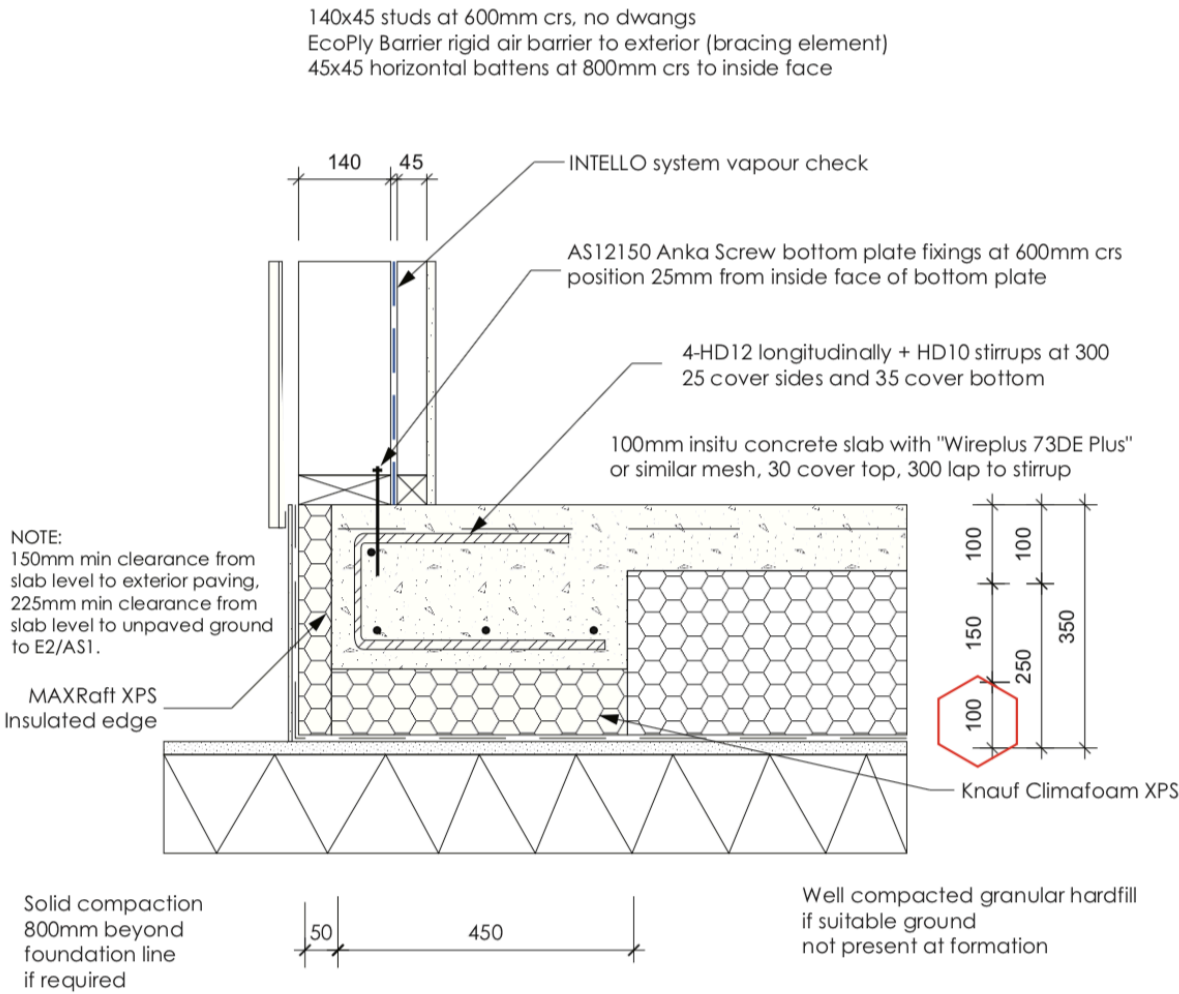 140x45 studs at 600mm crs, no dwangs
EcoPly Barrier rigid air barrier to exterior (bracing element)
45x45 horizontal battens at 800mm crs to inside face
140 45
INTELLO system vapour check
AS12150 Anka Screw bottom plate fixings at 600mm crs
position 25mm from inside face of bottom plate
4-HD12 longitudinally + HD10 stirrups at 300
25 cover sides and 35 cover bottom
100mm insitu concrete slab with "Wireplus 73DE Plus"
or similar mesh, 30 cover top, 300 lap to stirrup
NOTE:
150mm min clearance from
slab level to exterior paving,
225mm min clearance from
slab level to unpaved ground
to E2/AS1.
MAXRaft XPS
Insulated edge
100
150
100
100
250
350
Knauf Climafoam XPS
Solid compaction
800mm beyond
foundation line
if required
50 450
Well compacted granular hardfill
if suitable ground
not present at formation